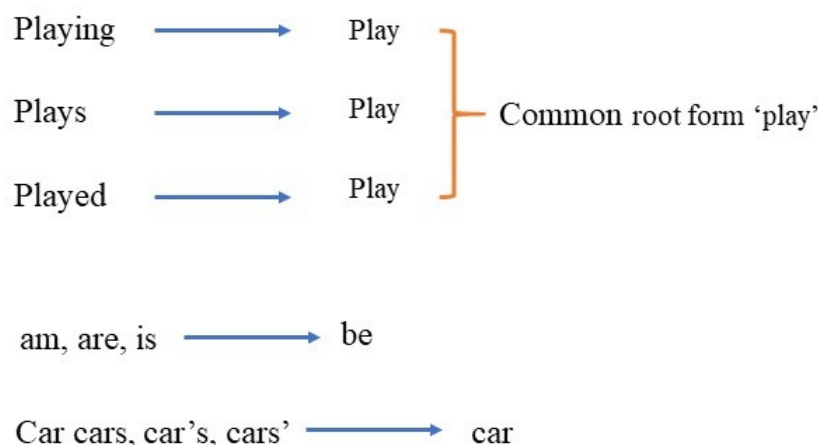 Playing Play
Plays Play Common root form ‘play’
Played Play
am, are, is be
Car cars, car’s, cars’ car